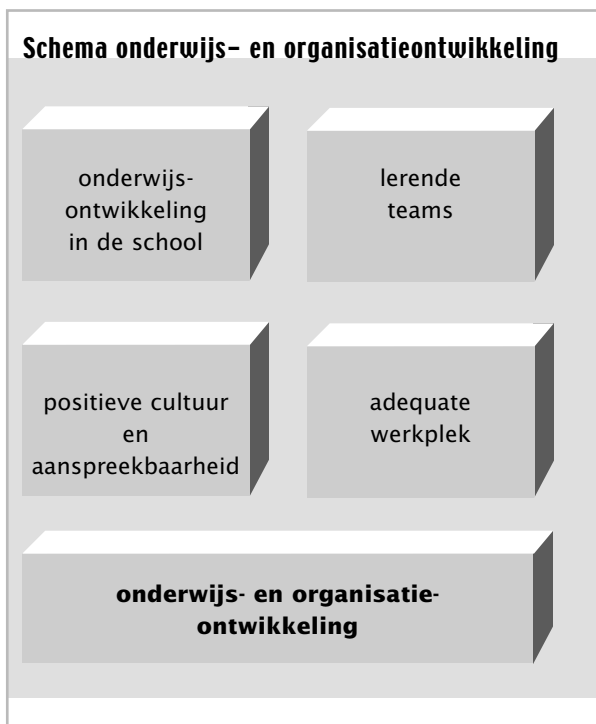 Schema onderwijs- en organisatieontwikkeling
onderwijs-
ontwikkeling
in de school
lerende
teams
positieve cultuur
en
aanspreekbaarheid
adequate
werkplek
onderwijs- en organisatie-
ontwikkeling